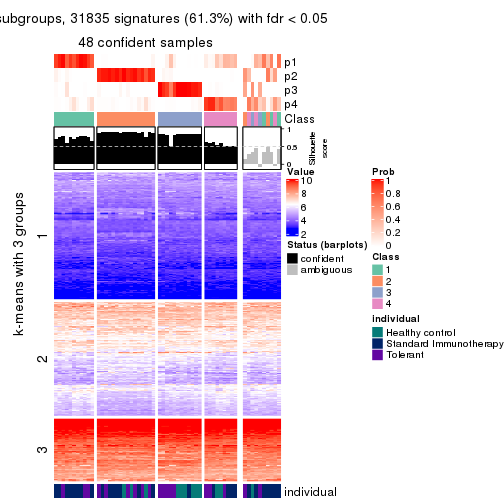 subgroups, 31835 signatures (61.3%) with fdr < 0.05
48 confident samples
p1
p2
p3
p4
Class
1
0.5
0
Silhouette
score
k-means with 3 groups
1
2
3
individual
Value
10
8
6
4
2
Status (barplots)
confident
ambiguous
Prob
1
0.8
0.6
0.4
0.2
0
Class
1
2
3
4
individual
Healthy control
Standard Immunotherapy
Tolerant